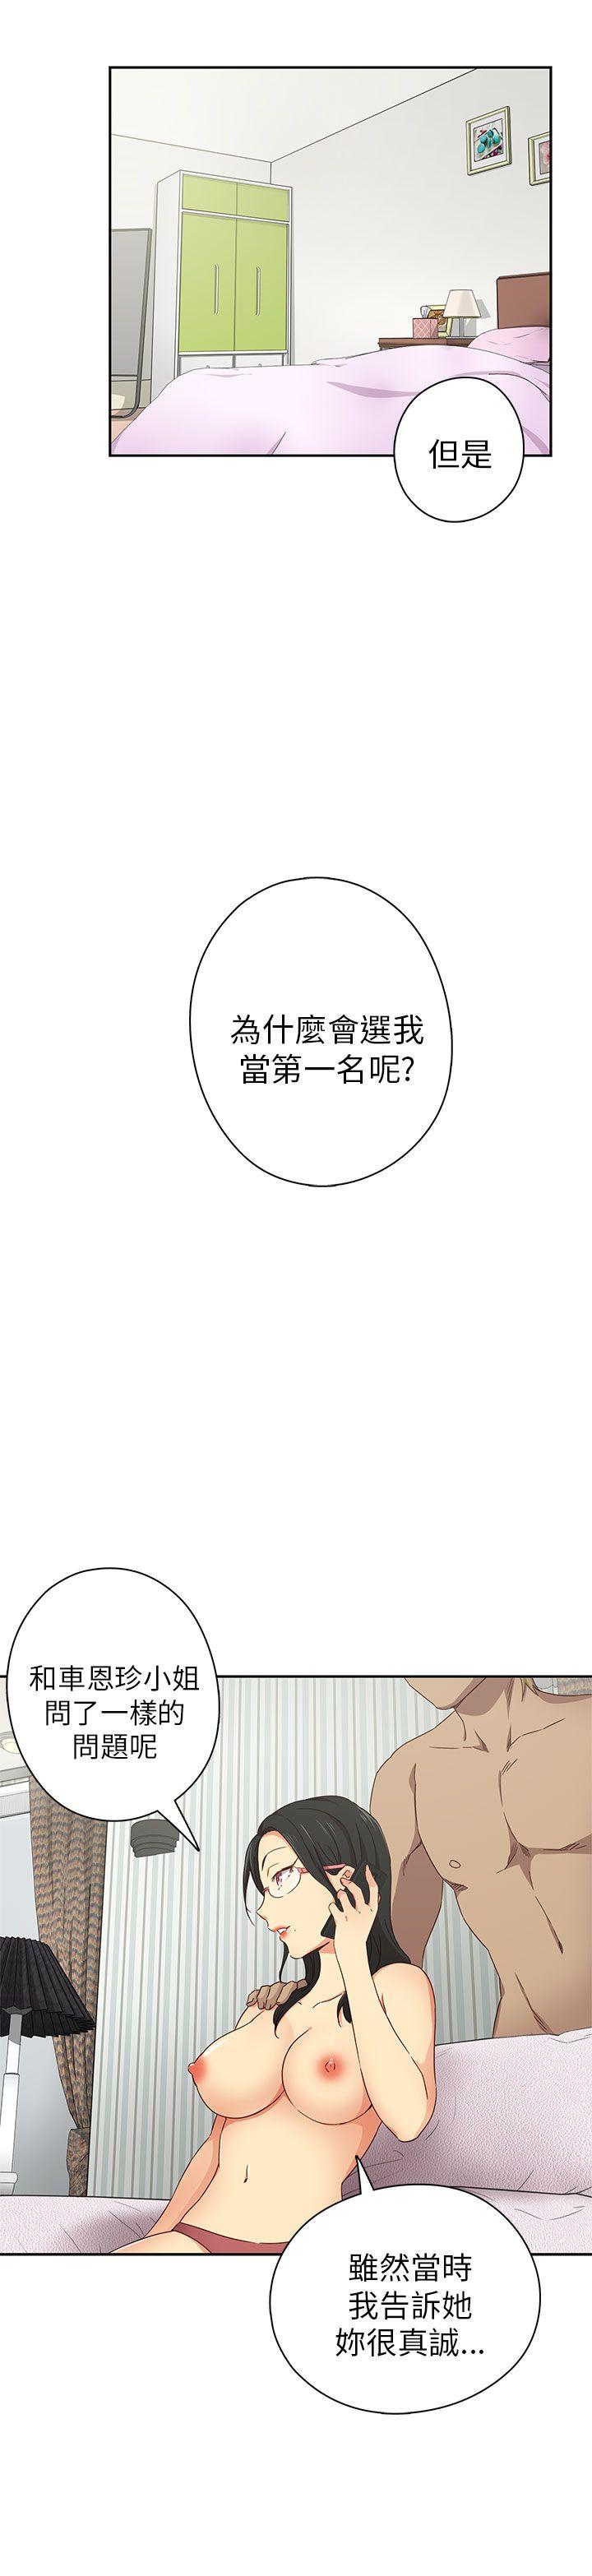 但是
為什麼會選我
當第一名呢?
和車恩珍小姐
問了一樣的
問題呢
雖然當時
我告訴她
妳很真誠...